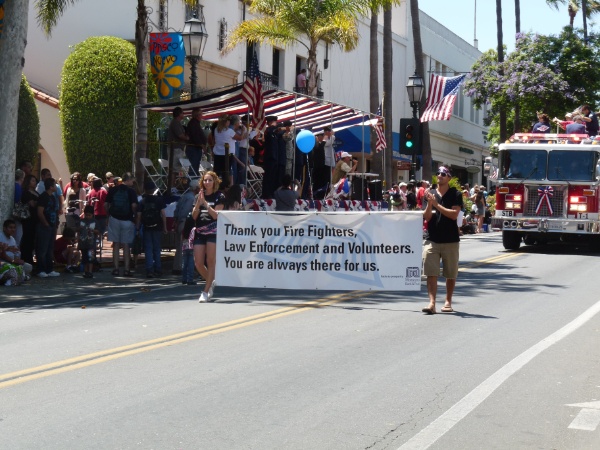 Thank you Fire Fighters,
Law Enforcement and Volunteers.
You are always there for us.